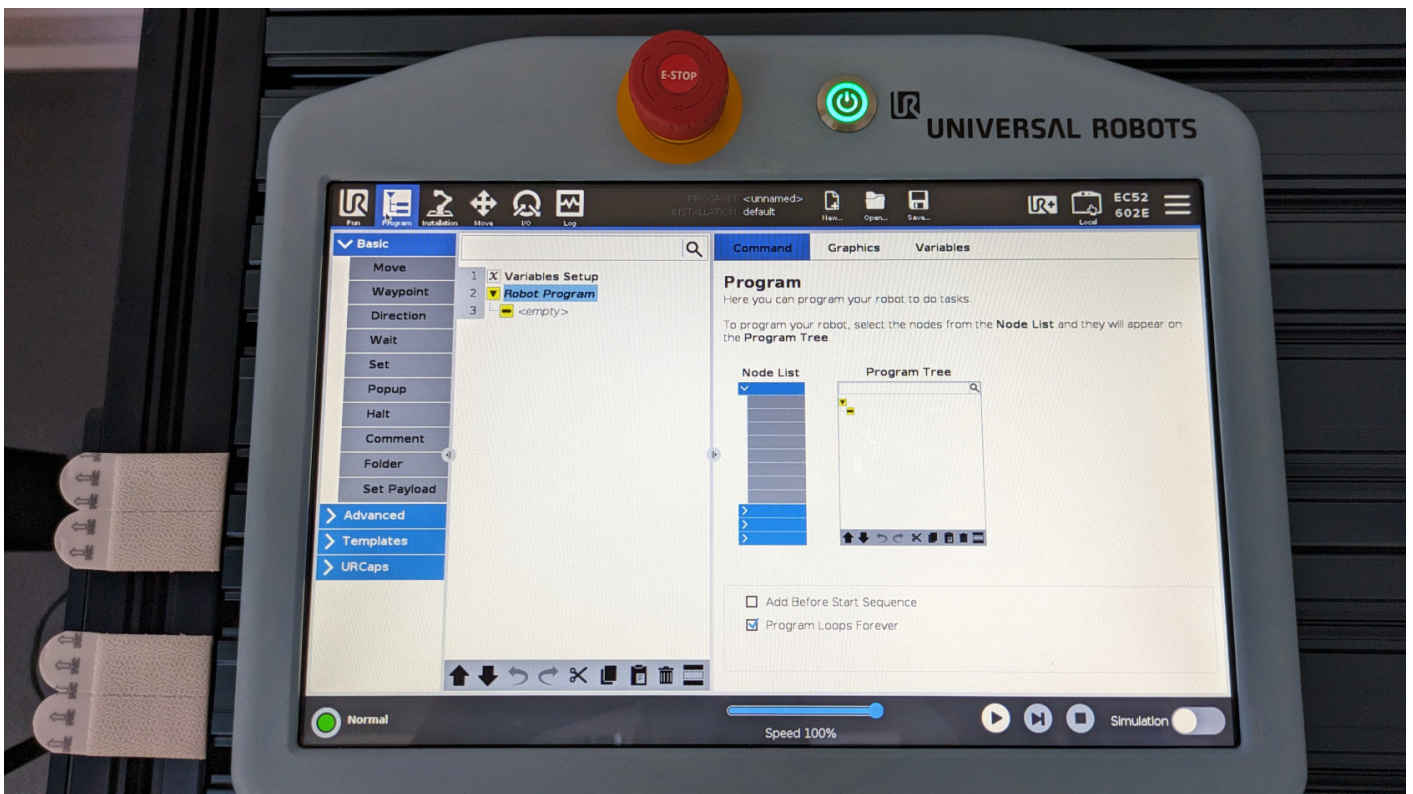 E-STOP
UR
UNIVERSAL ROBOTS
Run
Program
Installation
Move
I/O
Log
PROGRAM <unnamed>
INSTALLATION default
New...
Open...
Save...
UR+
Local
EC52
602E
Basic
Move
Waypoint
Direction
Wait
Set
Popup
Halt
Comment
Folder
Set Payload
Advanced
Templates
URCaps
1 X Variables Setup
2 Robot Program
3 <empty>
Command Graphics Variables
Program
Here you can program your robot to do tasks.
To program your robot, select the nodes from the Node List and they will appear on
the Program Tree
Node List Program Tree
Add Before Start Sequence
Program Loops Forever
Normal
Speed 100%
Simulation